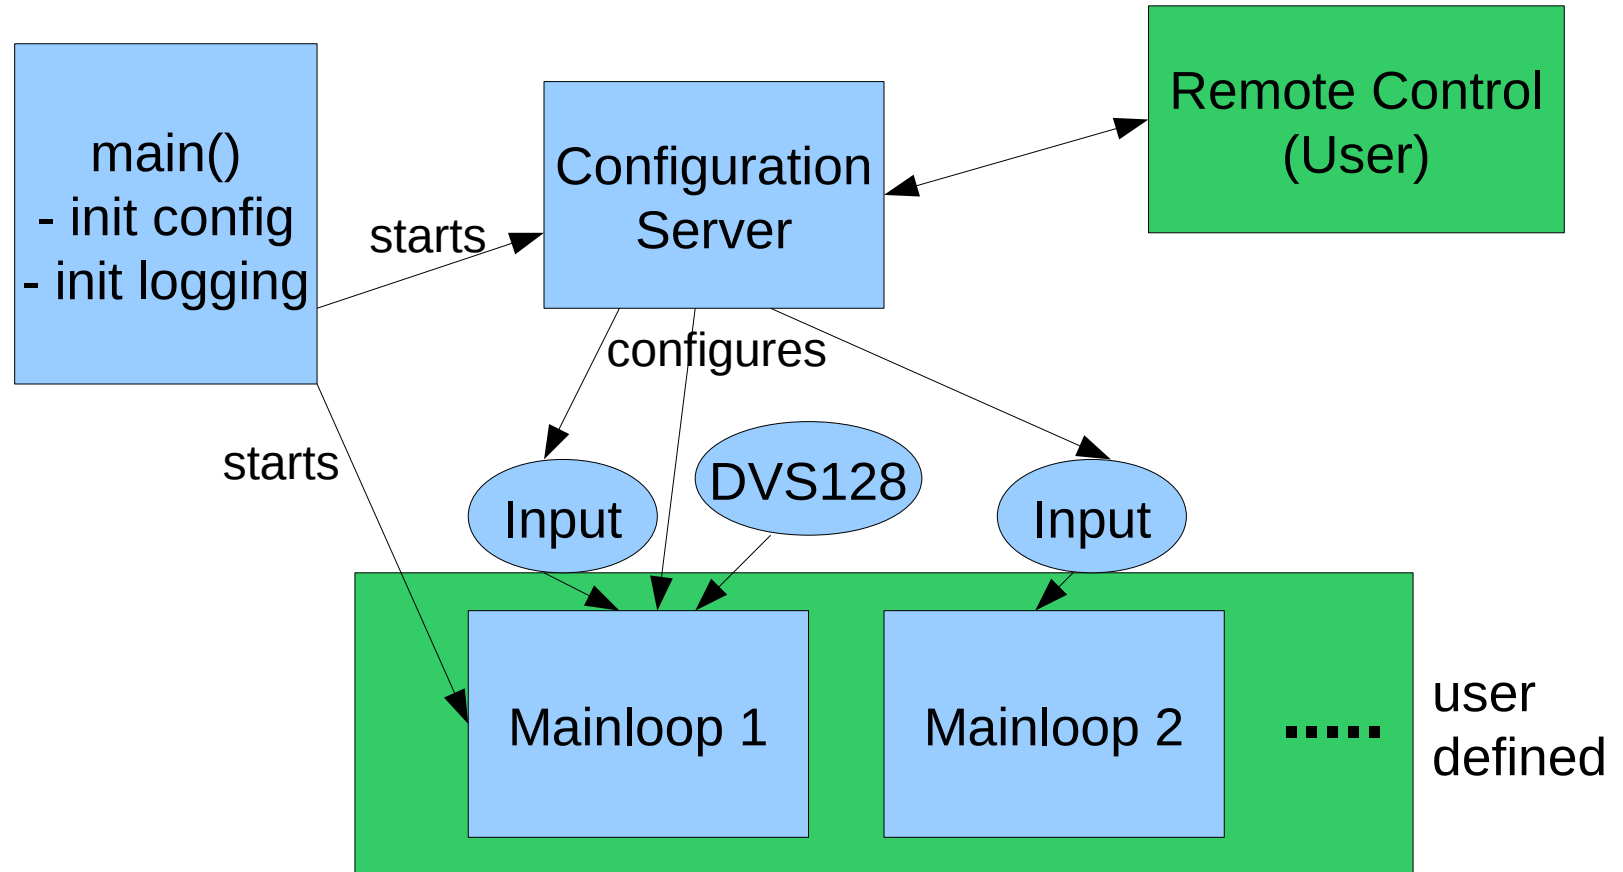 main()
- init config
- init logging
starts
Configuration
Server
Remote Control
(User)
configures
starts
Input
DVS128
Input
Mainloop 1
Mainloop 2
.....
user
defined